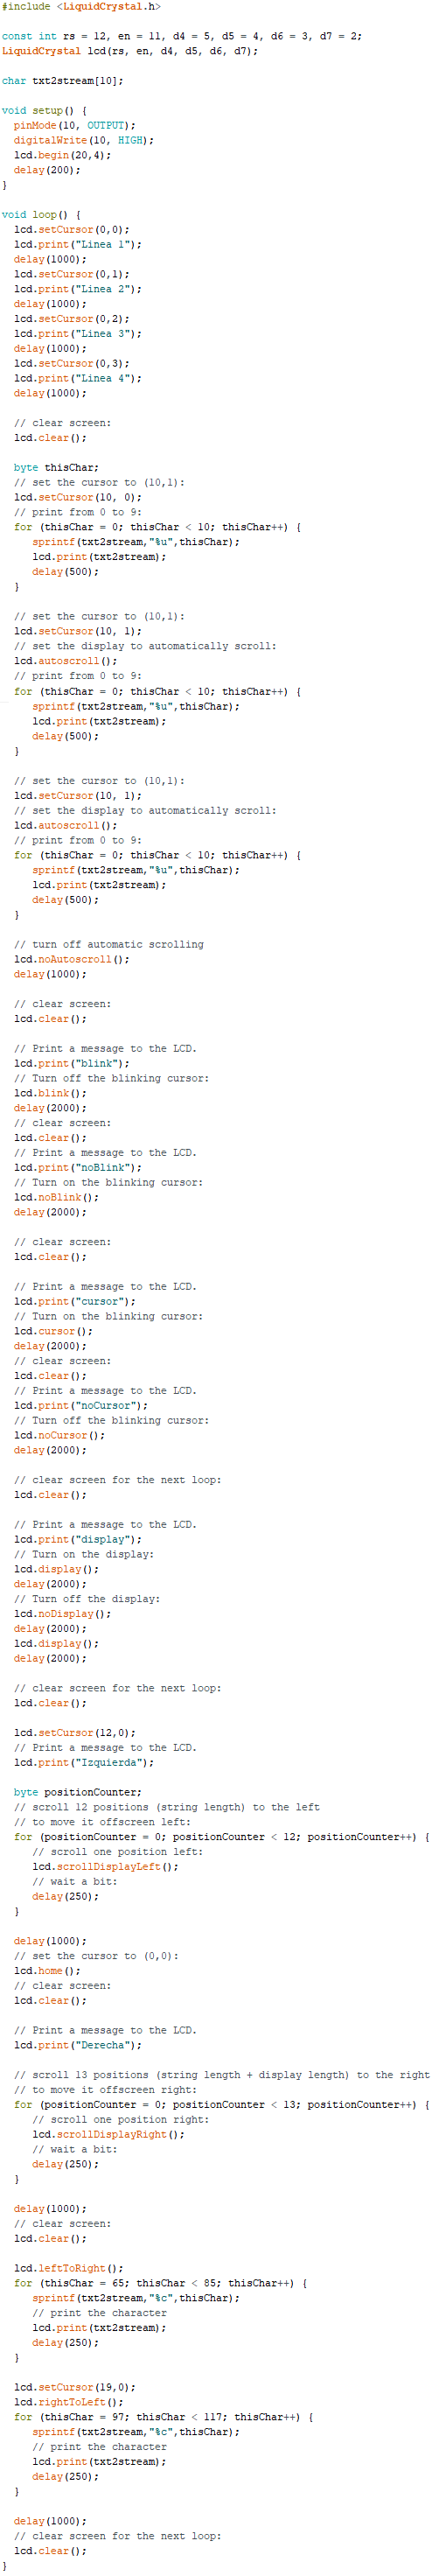 #include <LiquidCrystal.h>

const int rs = 12, en = 11, d4 = 5, d5 = 4, d6 = 3, d7 = 2;
LiquidCrystal lcd(rs, en, d4, d5, d6, d7);

char txt2stream[10];

void setup() {
  pinMode(10, OUTPUT);
  digitalWrite(10, HIGH);
  lcd.begin(20,4);
  delay(200);
}

void loop() {
  lcd.setCursor(0,0);
  lcd.print("Linea 1");
  delay(1000);
  lcd.setCursor(0,1);
  lcd.print("Linea 2");
  delay(1000);
  lcd.setCursor(0,2);
  lcd.print("Linea 3");
  delay(1000);
  lcd.setCursor(0,3);
  lcd.print("Linea 4");
  delay(1000);

  // clear screen:
  lcd.clear();

  byte thisChar;
  // set the cursor to (10,1):
  lcd.setCursor(10, 0);
  // print from 0 to 9:
  for (thisChar = 0; thisChar < 10; thisChar++) {
     sprintf(txt2stream,"%u",thisChar);
     lcd.print(txt2stream);
     delay(500);
  }

  // set the cursor to (10,1):
  lcd.setCursor(10, 1);
  // set the display to automatically scroll:
  lcd.autoscroll();
  // print from 0 to 9:
  for (thisChar = 0; thisChar < 10; thisChar++) {
     sprintf(txt2stream,"%u",thisChar);
     lcd.print(txt2stream);
     delay(500);
  }

  // set the cursor to (10,1):
  lcd.setCursor(10, 1);
  // set the display to automatically scroll:
  lcd.autoscroll();
  // print from 0 to 9:
  for (thisChar = 0; thisChar < 10; thisChar++) {
     sprintf(txt2stream,"%u",thisChar);
     lcd.print(txt2stream);
     delay(500);
  }

  // turn off automatic scrolling
  lcd.noAutoscroll();
  delay(1000);

  // clear screen:
  lcd.clear();

  // Print a message to the LCD.
  lcd.print("blink");
  // Turn off the blinking cursor:
  lcd.blink();
  delay(2000);
  // clear screen:
  lcd.clear();
  // Print a message to the LCD.
  lcd.print("noBlink");
  // Turn on the blinking cursor:
  lcd.noBlink();
  delay(2000);

  // clear screen:
  lcd.clear();

  // Print a message to the LCD.
  lcd.print("cursor");
  // Turn on the blinking cursor:
  lcd.cursor();
  delay(2000);
  // clear screen:
  lcd.clear();
  // Print a message to the LCD.
  lcd.print("noCursor");
  // Turn off the blinking cursor:
  lcd.noCursor();
  delay(2000);

  // clear screen for the next loop:
  lcd.clear();

  // Print a message to the LCD.
  lcd.print("display");
  // Turn on the display:
  lcd.display();
  delay(2000);
  // Turn off the display:
  lcd.noDisplay();
  delay(2000);
  lcd.display();
  delay(2000);

  // clear screen for the next loop:
  lcd.clear();

  lcd.setCursor(12,0);
  // Print a message to the LCD.
  lcd.print("Izquierda");

  byte positionCounter;
  // scroll 12 positions (string length) to the left
  // to move it offscreen left:
  for (positionCounter = 0; positionCounter < 12; positionCounter++) {
     // scroll one position left:
     lcd.scrollDisplayLeft();
     // wait a bit:
     delay(250);
  }

  delay(1000);
  // set the cursor to (0,0):
  lcd.home();
  // clear screen:
  lcd.clear();

  // Print a message to the LCD.
  lcd.print("Derecha");

  // scroll 13 positions (string length + display length) to the right
  // to move it offscreen right:
  for (positionCounter = 0; positionCounter < 13; positionCounter++) {
     // scroll one position right:
     lcd.scrollDisplayRight();
     // wait a bit:
     delay(250);
  }

  delay(1000);
  // clear screen:
  lcd.clear();

  lcd.leftToRight();
  for (thisChar = 65; thisChar < 85; thisChar++) {
     sprintf(txt2stream,"%c",thisChar);
     // print the character
     lcd.print(txt2stream);
     delay(250);
  }

  lcd.setCursor(19,0);
  lcd.rightToLeft();
  for (thisChar = 97; thisChar < 117; thisChar++) {
     sprintf(txt2stream,"%c",thisChar);
     // print the character
     lcd.print(txt2stream);
     delay(250);
  }

  delay(1000);
  // clear screen for the next loop:
  lcd.clear();
}